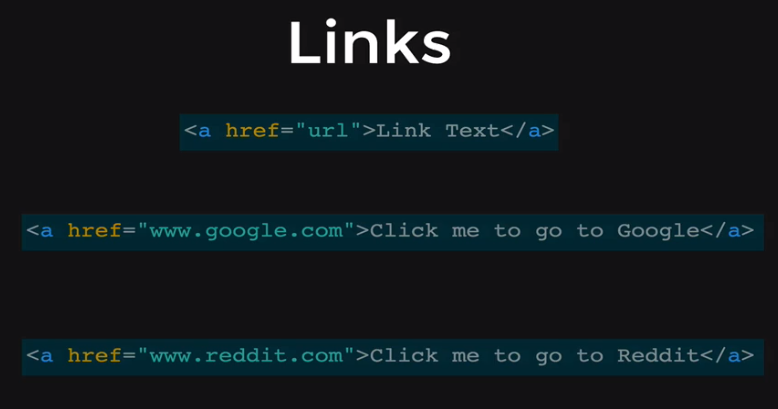 Links
<a href="url">Link Text</a>
<a href="www.google.com">Click me to go to Google</a>
<a href="www.reddit.com">Click me to go to Reddit</a>